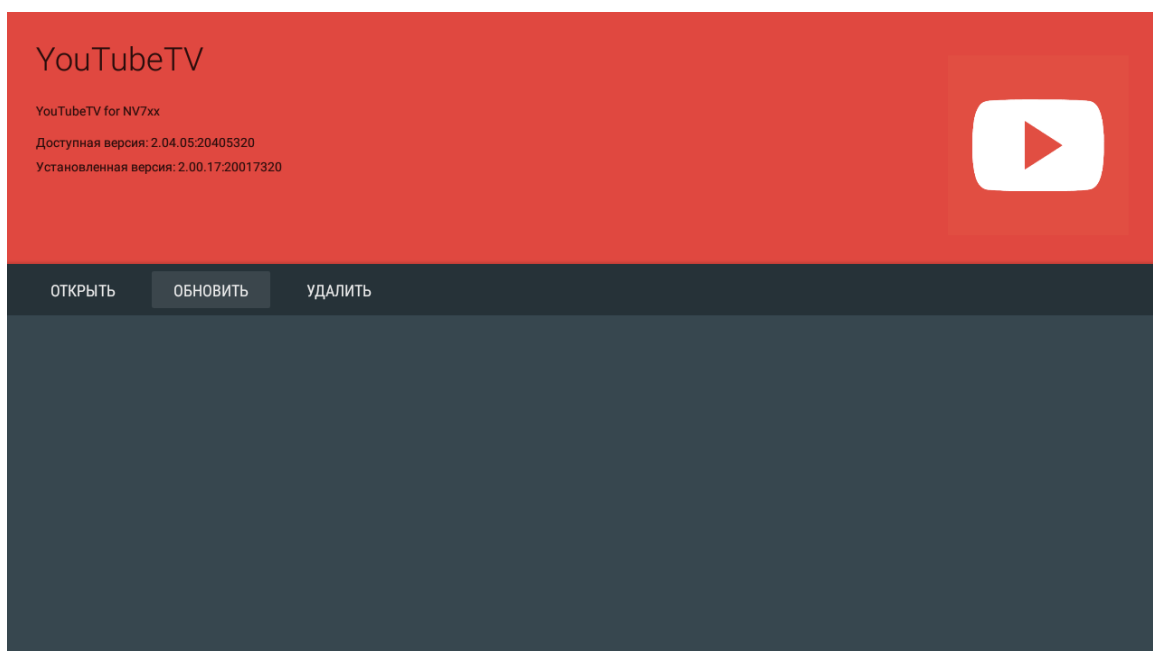 YouTubeTV
YouTubeTV for NV7xx
Доступная версия: 2.04.05:20405320
Установленная версия: 2.00.17:20017320
ОТКРЫТЬ ОБНОВИТЬ УДАЛИТЬ